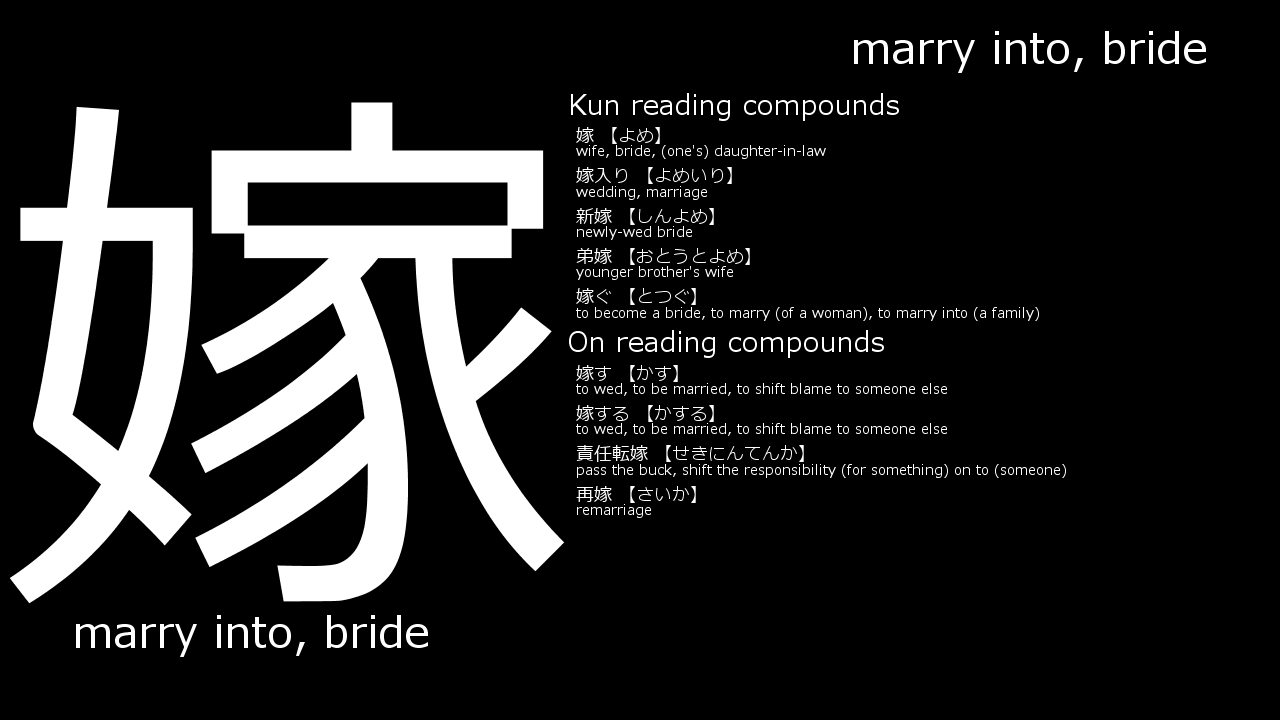 marry into, bride
嫁
marry into, bride
Kun reading compounds
嫁 【よめ】
wife, bride, (one's) daughter-in-law
嫁入り 【よめいり】
wedding, marriage
新嫁 【しんよめ】
newly-wed bride
弟嫁 【おとうとよめ】
younger brother's wife
嫁ぐ 【とつぐ】
to become a bride, to marry (of a woman), to marry into (a family)
On reading compounds
嫁す 【かす】
to wed, to be married, to shift blame to someone else
嫁する 【かする】
to wed, to be married, to shift blame to someone else
責任転嫁 【せきにんてんか】
pass the buck, shift the responsibility (for something) on to (someone)
再嫁 【さいか】
remarriage